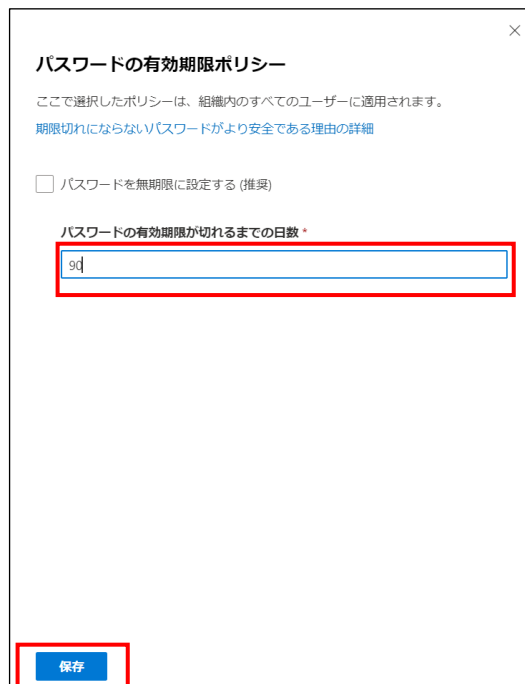 パスワードの有効期限ポリシー
ここで選択したポリシーは、組織内のすべてのユーザーに適用されます。
期限切れにならないパスワードがより安全である理由の詳細
パスワードを無期限に設定する (推奨)
パスワードの有効期限が切れるまでの日数 *
90
保存